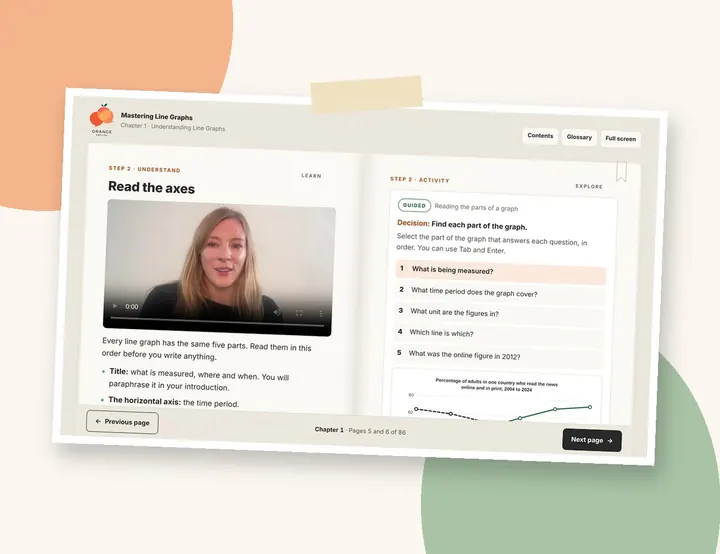 ORANGE
Mastering Line Graphs
Chapter 1 · Understanding Line Graphs
Contents
Glossary
Full screen
STEP 2 · UNDERSTAND
LEARN
Read the axes
0:00
Every line graph has the same five parts. Read them in this
order before you write anything.
• Title: what is measured, where and when. You will
paraphrase it in your introduction.
• The horizontal axis: the time period.
STEP 2 · ACTIVITY
EXPLORE
GUIDED
Reading the parts of a graph
Decision: Find each part of the graph.
Select the part of the graph that answers each question, in
order. You can use Tab and Enter.
1 What is being measured?
2 What time period does the graph cover?
3 What unit are the figures in?
4 Which line is which?
5 What was the online figure in 2012?
Percentage of adults in one country who read the news
online and in print, 2004 to 2024
80
60
← Previous page
Chapter 1 · Pages 5 and 6 of 86
Next page →